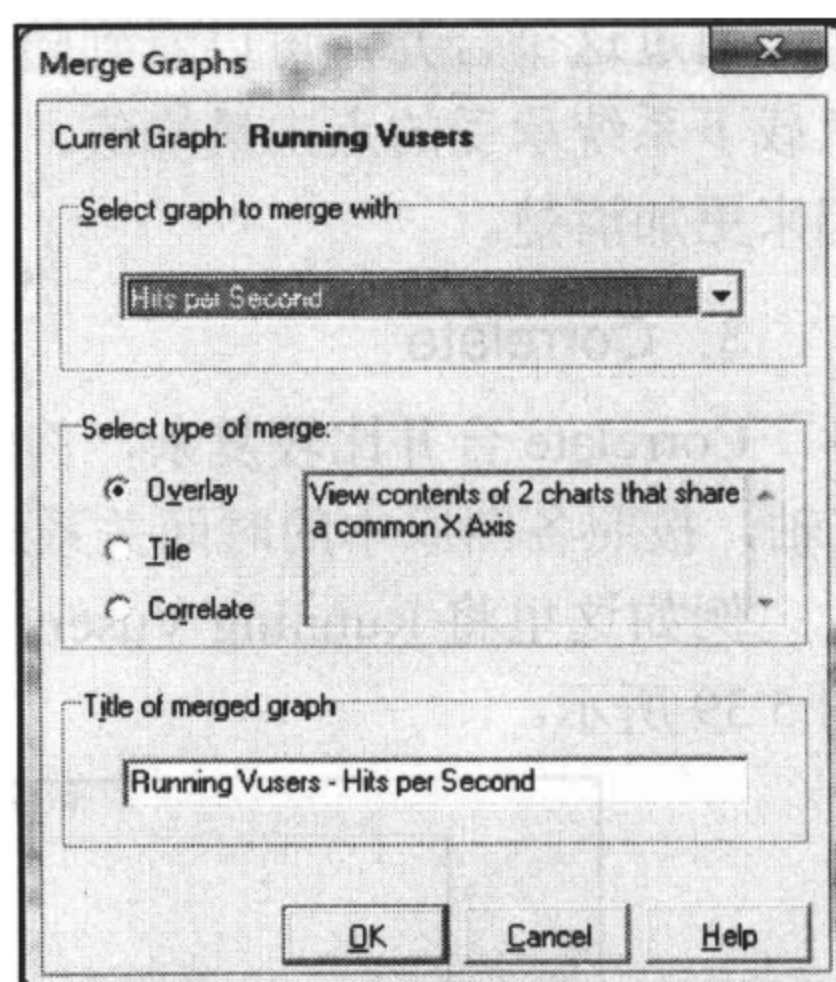 Merge Graphs
Current Graph: Running Vusers
Select graph to merge with
Hits per Second
Select type of merge:
Overlay
Tile
Correlate
View contents of 2 charts that share
a common X Axis
Title of merged graph
Running Vusers - Hits per Second
OK
Cancel
Help